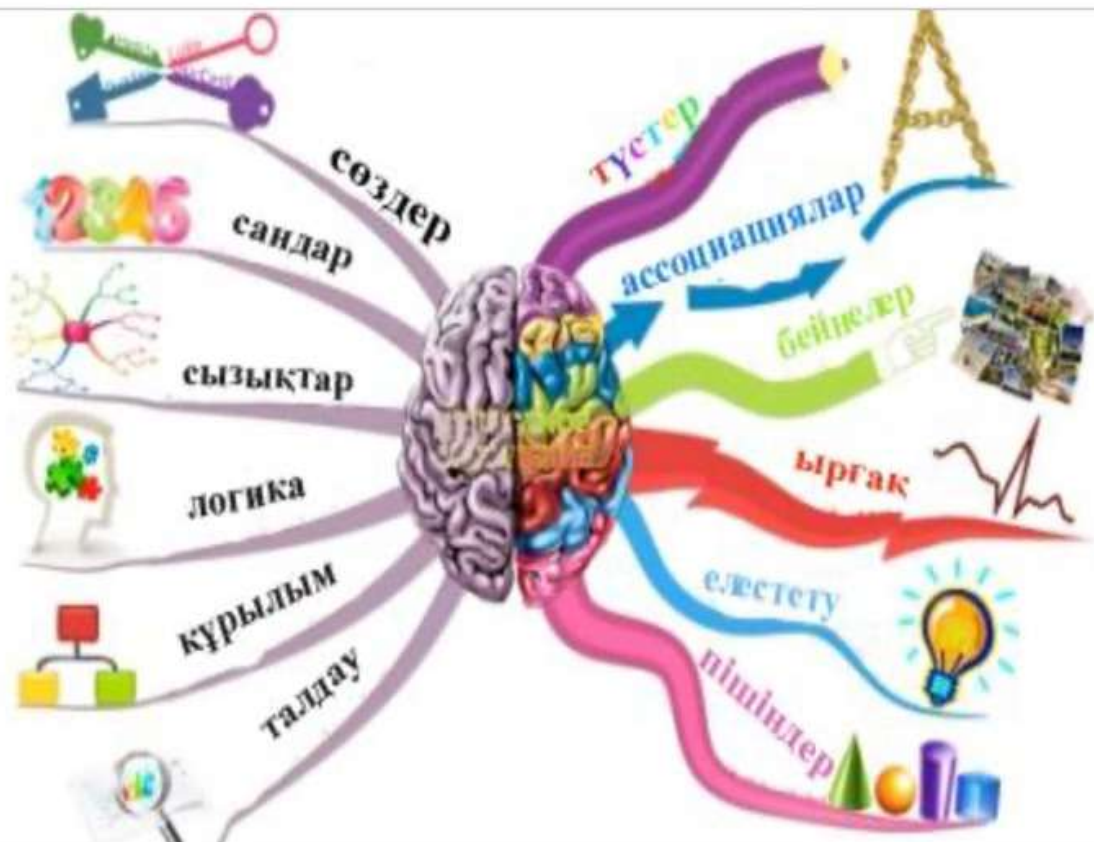 сөздер
сандар
сызықтар
логика
құрылым
талдау
түстер
ассоциациялар
бейнелер
ырғақ
елестету
пішіндер